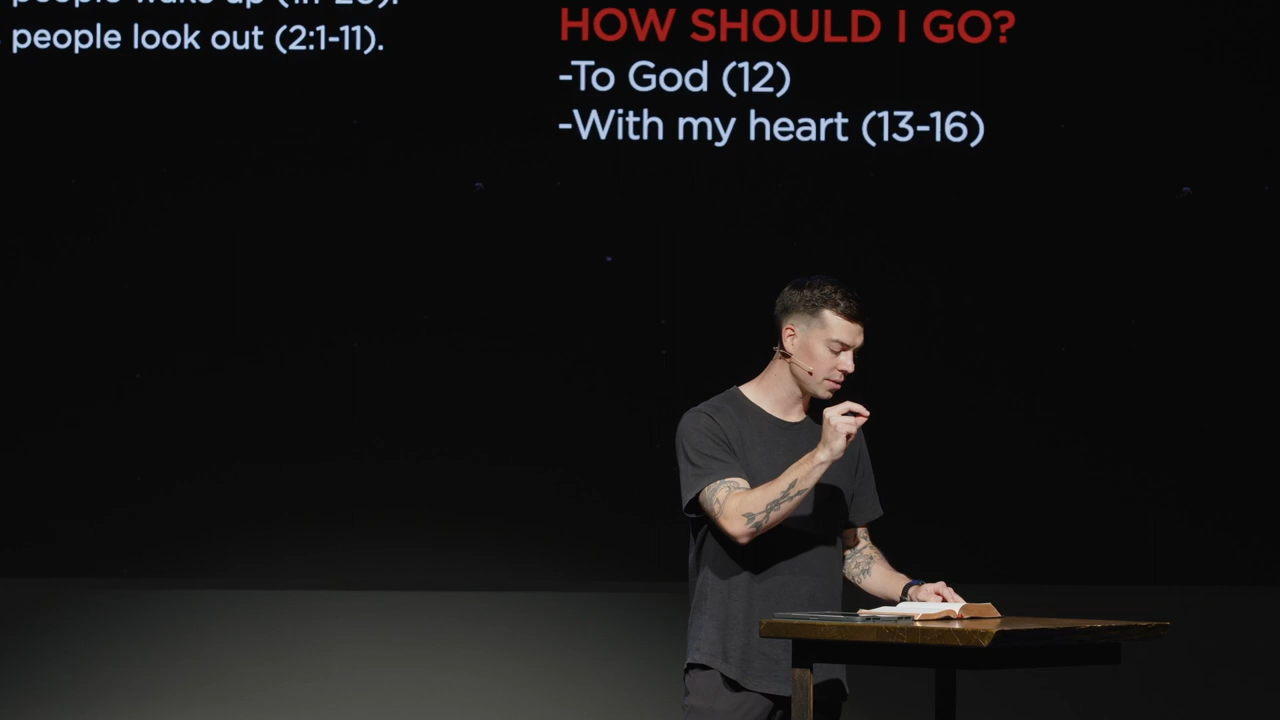 people look out (2:1-11).
HOW SHOULD I GO?
-To God (12)
-With my heart (13-16)